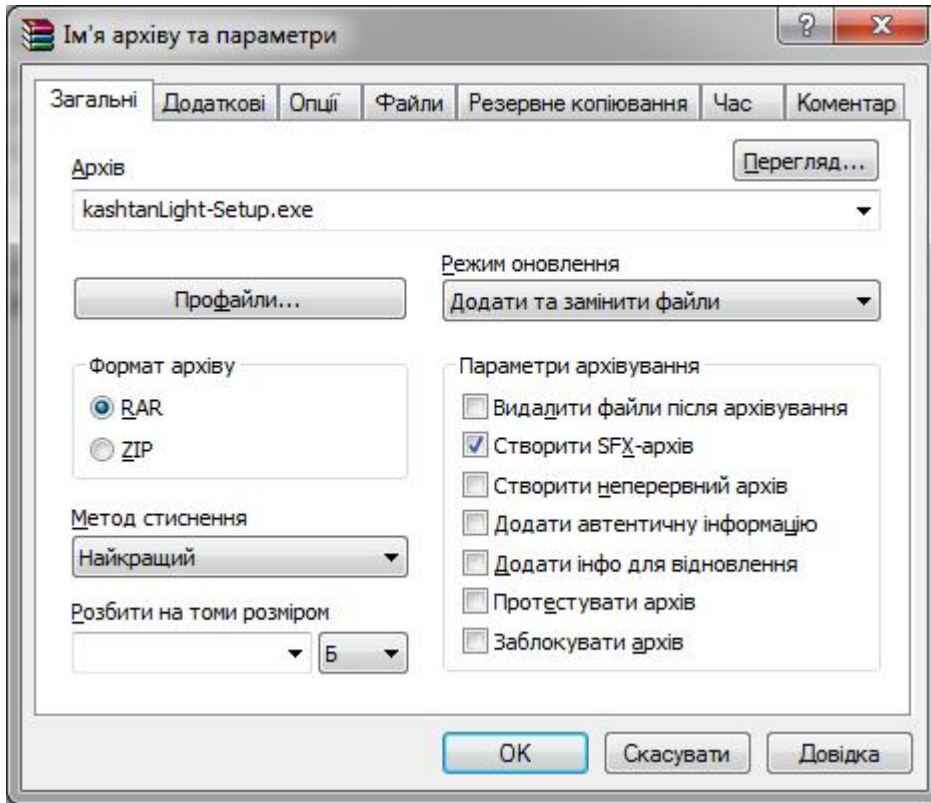 Ім'я архіву та параметри
Загальні Додаткові Опції Файли Резервне копіювання Час Коментар
Архів
Перегляд...
kashtanLight-Setup.exe
Профайли...
Режим оновлення
Додати та замінити файли
Формат архіву
RAR
ZIP
Метод стиснення
Найкращий
Розбити на томи розміром
Б
Параметри архівування
Видалити файли після архівування
Створити SFX-архів
Створити неперервний архів
Додати автентичну інформацію
Додати інфо для відновлення
Протестувати архів
Заблокувати архів
OK Скасувати Довідка